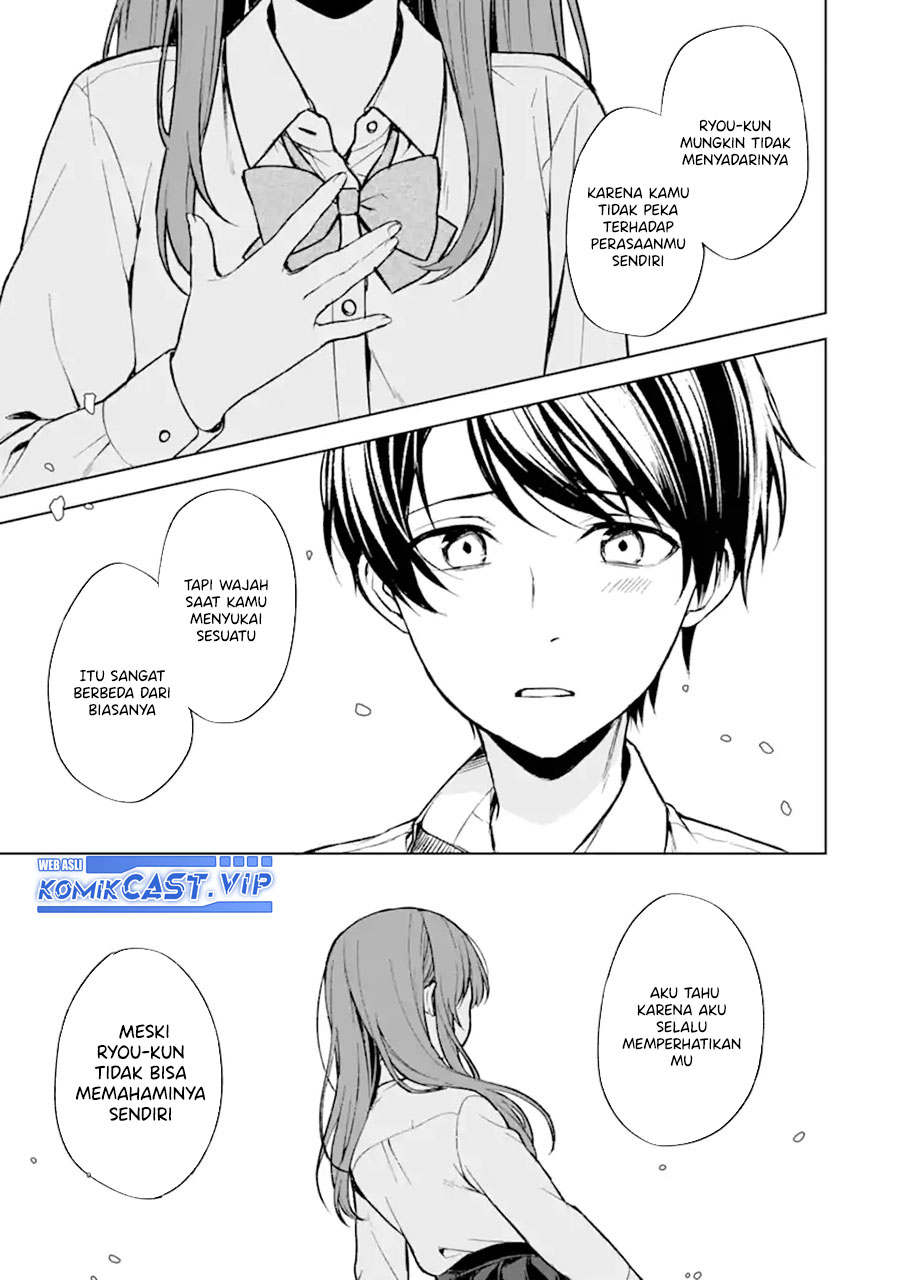 RYOU-KUN
MUNGKIN TIDAK
MENYADARINYA
KARENA KAMU
TIDAK PEKA
TERHADAP
PERASAANMU
SENDIRI
TAPI WAJAH
SAAT KAMU
MENYUKAI
SESUATU
ITU SANGAT
BERBEDA DARI
BIASANYA
WEB ASLI
KOMIKCAST.VIP
AKU TAHU
KARENA AKU
SELALU
MEMPERHATIKAN
MU
MESKI
RYOU-KUN
TIDAK BISA
MEMAHAMINYA
SENDIRI